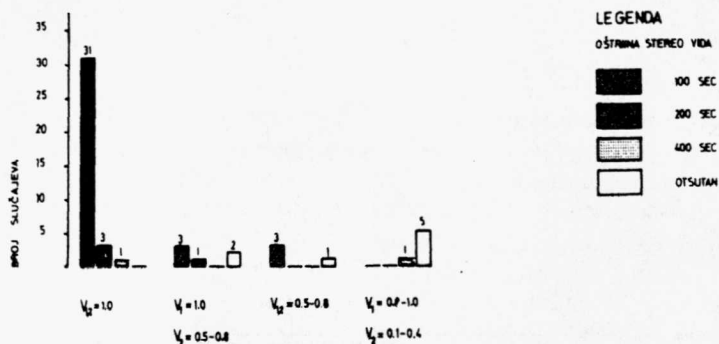 35
30
25
20
15
10
5
BROJ SLUČAJEVA
31
3
1
3
1
2
3
1
1
5
V1,2 = 1.0
V1 = 1.0
V2 = 0.5-0.8
V1,2 = 0.5-0.8
V1 = 0.8-1.0
V2 = 0.1-0.4
LEGENDA
OŠTRINA STEREO VIDA
100 SEC
200 SEC
400 SEC
OTSUTAN